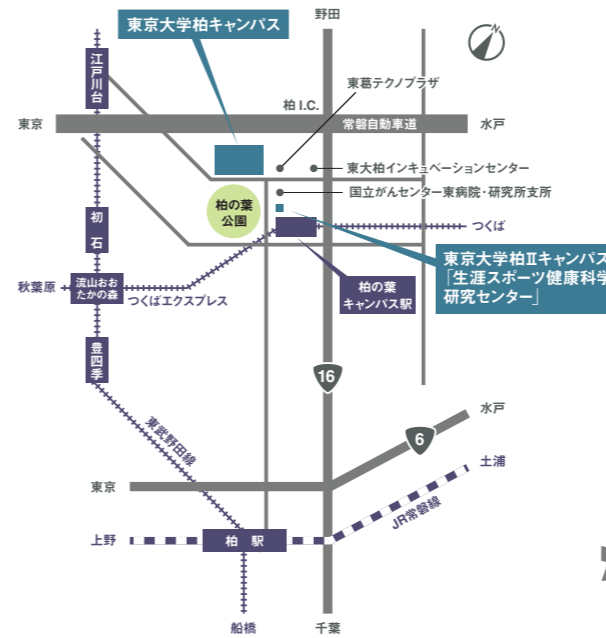 野田
東京大学柏キャンパス
江戸川台
東葛テクノプラザ
柏 I.C.
東京
常磐自動車道
水戸
東大柏インキュベーションセンター
国立がんセンター東病院・研究所支所
柏の葉
公園
初石
つくば
東京大学柏Ⅱキャンパス
「生涯スポーツ健康科学
研究センター」
秋葉原
流山おお
たかの森
つくばエクスプレス
柏の葉
キャンパス駅
豊四季
16
水戸
6
東武野田線
東京
土浦
JR常磐線
上野
柏 駅
船橋
千葉